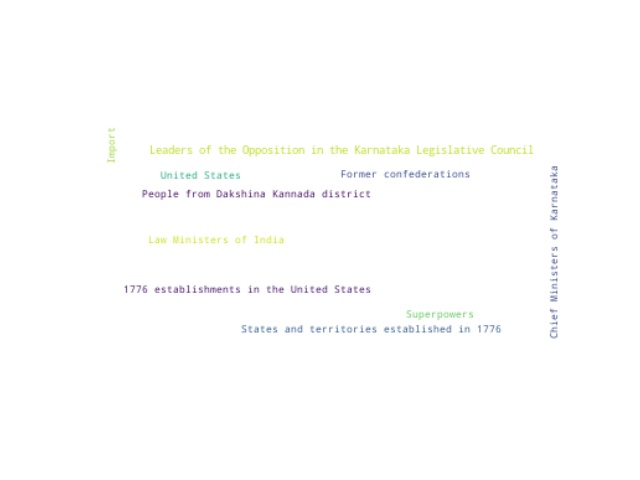 Import
Leaders of the Opposition in the Karnataka Legislative Council
United States
Former confederations
People from Dakshina Kannada district
Chief Ministers of Karnataka
Law Ministers of India
1776 establishments in the United States
Superpowers
States and territories established in 1776